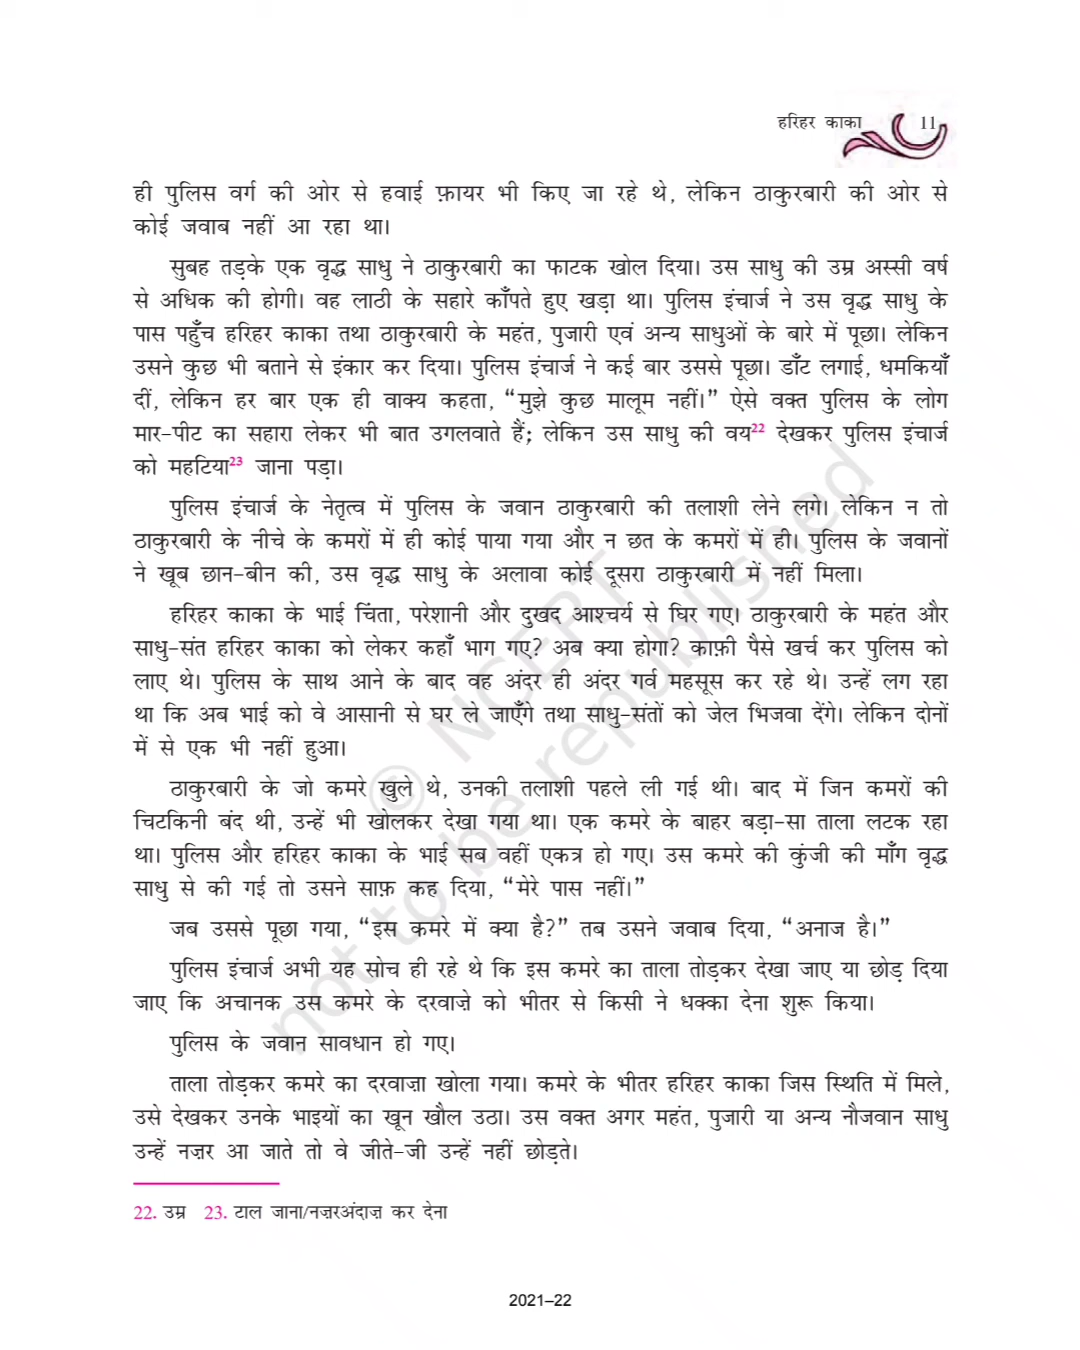 हरिहर काका 11
ही पुलिस वर्ग की ओर से हवाई फ़ायर भी किए जा रहे थे, लेकिन ठाकुरबारी की ओर से
कोई जवाब नहीं आ रहा था।
सुबह तड़के एक वृद्ध साधु ने ठाकुरबारी का फाटक खोल दिया। उस साधु की उम्र अस्सी वर्ष
से अधिक की होगी। वह लाठी के सहारे काँपते हुए खड़ा था। पुलिस इंचार्ज ने उस वृद्ध साधु के
पास पहुँच हरिहर काका तथा ठाकुरबारी के महंत, पुजारी एवं अन्य साधुओं के बारे में पूछा। लेकिन
उसने कुछ भी बताने से इंकार कर दिया। पुलिस इंचार्ज ने कई बार उससे पूछा। डाँट लगाई, धमकियाँ
दीं, लेकिन हर बार एक ही वाक्य कहता, “मुझे कुछ मालूम नहीं।” ऐसे वक्त पुलिस के लोग
मार-पीट का सहारा लेकर भी बात उगलवाते हैं; लेकिन उस साधु की वय22 देखकर पुलिस इंचार्ज
को महटिया23 जाना पड़ा।
पुलिस इंचार्ज के नेतृत्व में पुलिस के जवान ठाकुरबारी की तलाशी लेने लगे। लेकिन न तो
ठाकुरबारी के नीचे के कमरों में ही कोई पाया गया और न छत के कमरों में ही। पुलिस के जवानों
ने खूब छान-बीन की, उस वृद्ध साधु के अलावा कोई दूसरा ठाकुरबारी में नहीं मिला।
हरिहर काका के भाई चिंता, परेशानी और दुखद आश्चर्य से घिर गए। ठाकुरबारी के महंत और
साधु-संत हरिहर काका को लेकर कहाँ भाग गए? अब क्या होगा? काफ़ी पैसे खर्च कर पुलिस को
लाए थे। पुलिस के साथ आने के बाद वह अंदर ही अंदर गर्व महसूस कर रहे थे। उन्हें लग रहा
था कि अब भाई को वे आसानी से घर ले जाएँगे तथा साधु-संतों को जेल भिजवा देंगे। लेकिन दोनों
में से एक भी नहीं हुआ।
ठाकुरबारी के जो कमरे खुले थे, उनकी तलाशी पहले ली गई थी। बाद में जिन कमरों की
चिटकिनी बंद थी, उन्हें भी खोलकर देखा गया था। एक कमरे के बाहर बड़ा-सा ताला लटक रहा
था। पुलिस और हरिहर काका के भाई सब वहीं एकत्र हो गए। उस कमरे की कुंजी की माँग वृद्ध
साधु से की गई तो उसने साफ़ कह दिया, “मेरे पास नहीं।”
जब उससे पूछा गया, “इस कमरे में क्या है?” तब उसने जवाब दिया, “अनाज है।”
पुलिस इंचार्ज अभी यह सोच ही रहे थे कि इस कमरे का ताला तोड़कर देखा जाए या छोड़ दिया
जाए कि अचानक उस कमरे के दरवाज़े को भीतर से किसी ने धक्का देना शुरू किया।
पुलिस के जवान सावधान हो गए।
ताला तोड़कर कमरे का दरवाज़ा खोला गया। कमरे के भीतर हरिहर काका जिस स्थिति में मिले,
उसे देखकर उनके भाइयों का खून खौल उठा। उस वक्त अगर महंत, पुजारी या अन्य नौजवान साधु
उन्हें नज़र आ जाते तो वे जीते-जी उन्हें नहीं छोड़ते।
22. उम्र 23. टाल जाना/नज़रअंदाज़ कर देना
2021–22
© NCERT
not to be republished